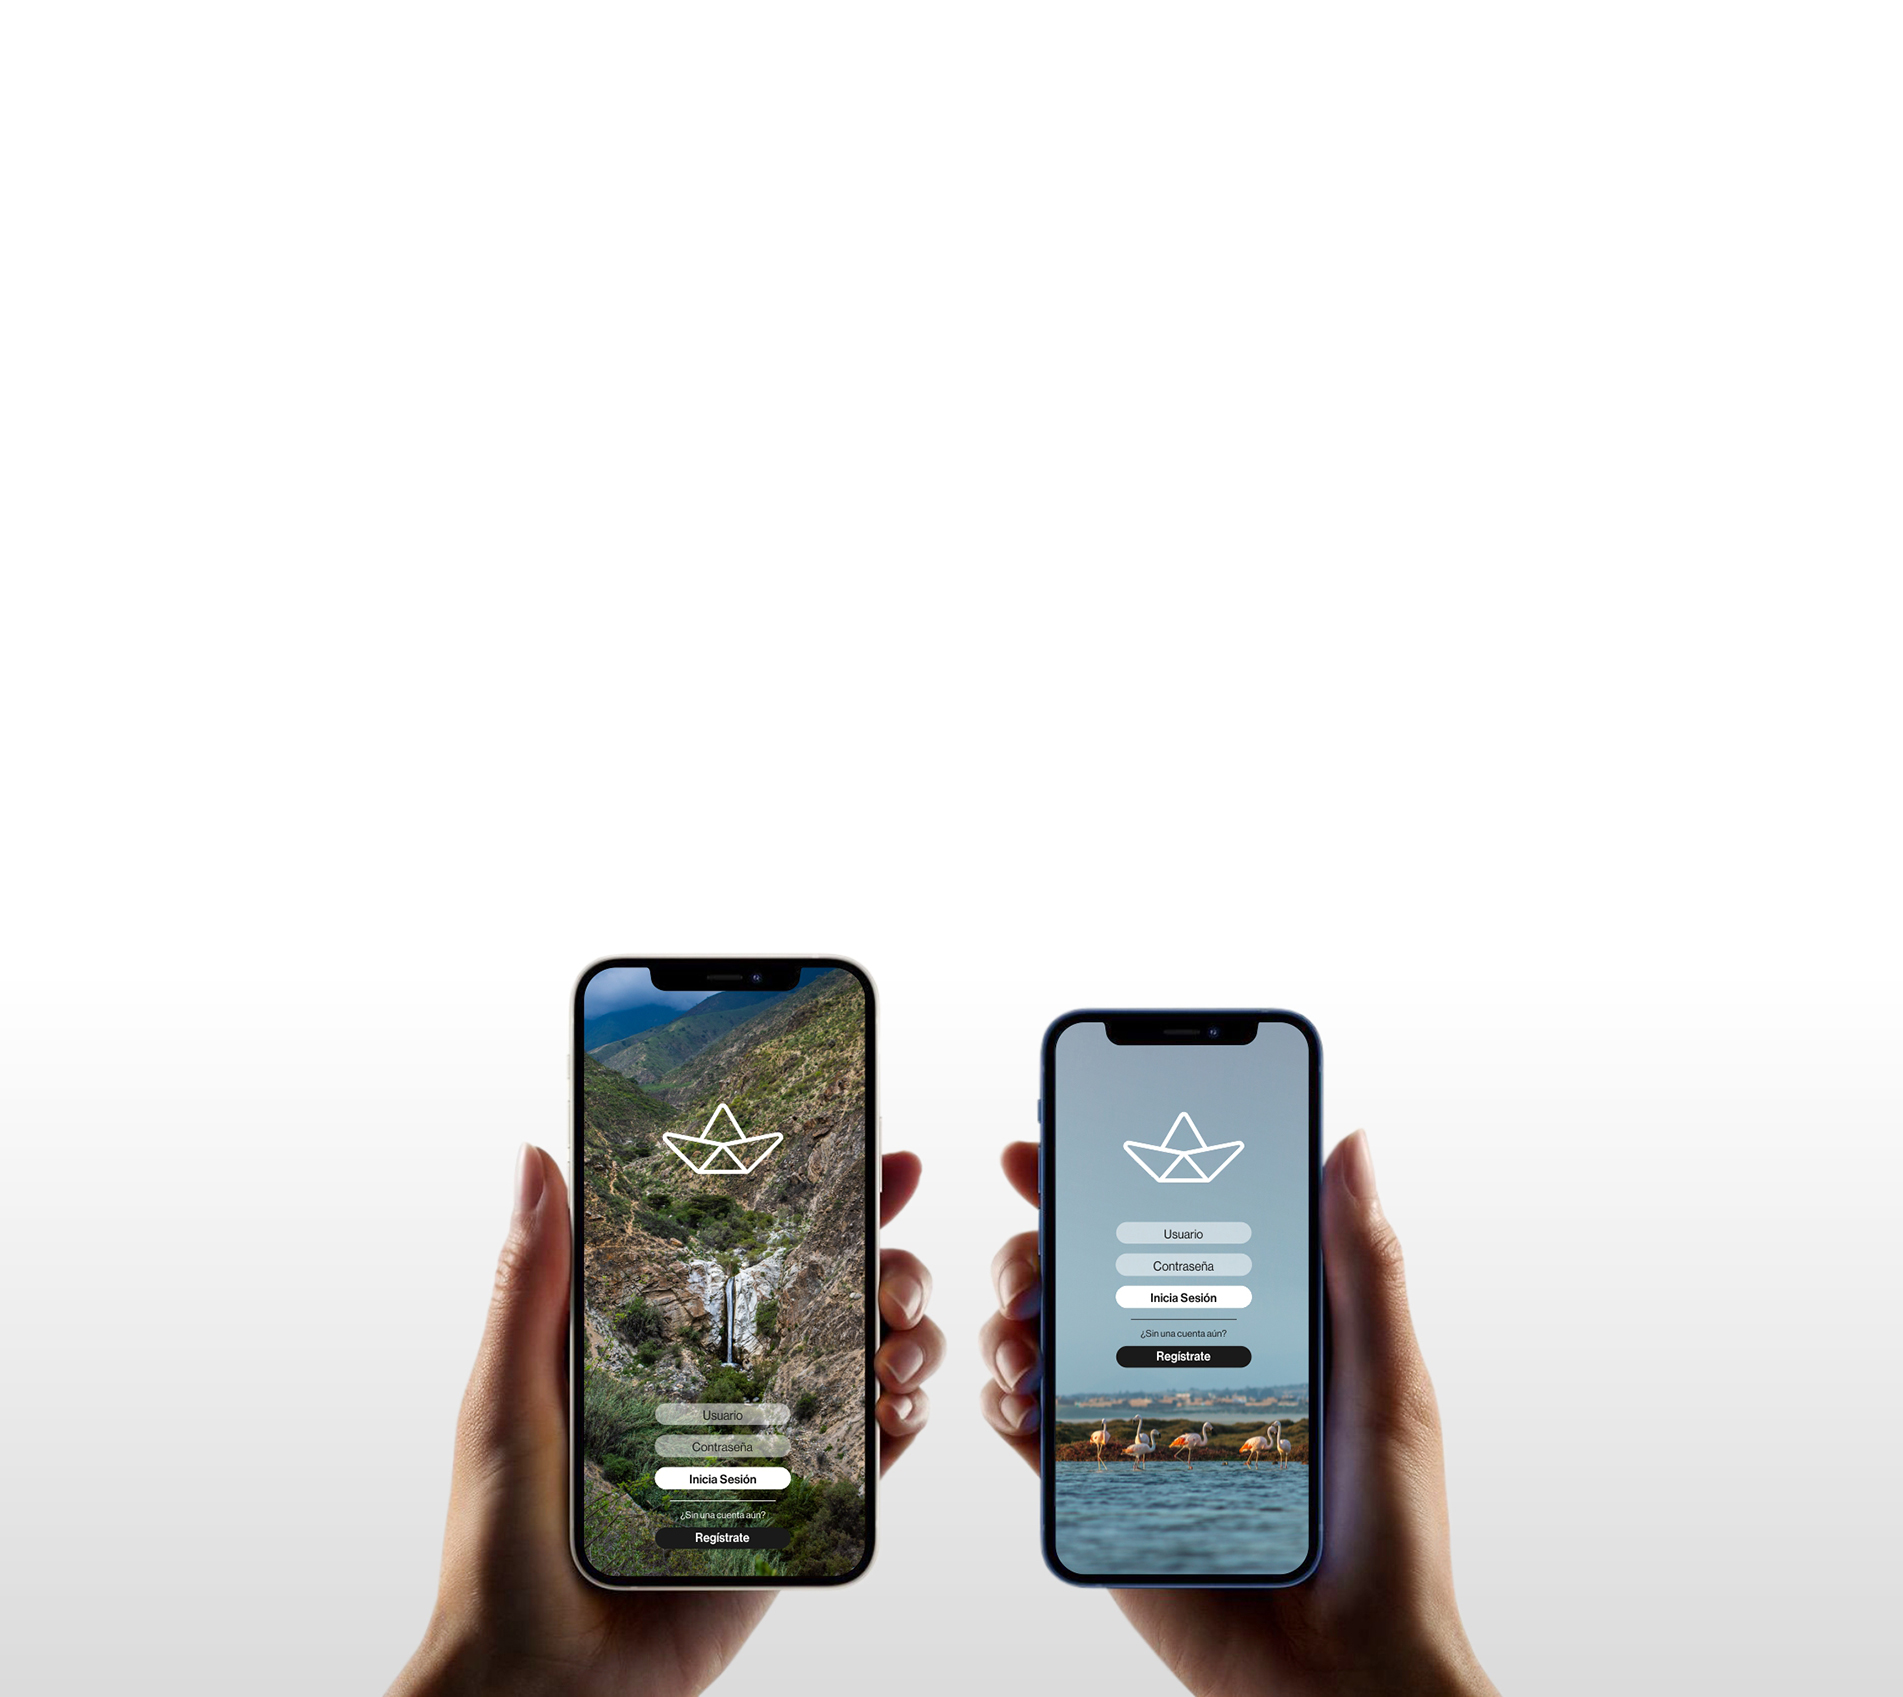 Usuario
Contraseña
Inicia Sesión
¿Sin una cuenta aún?
Regístrate
Usuario
Contraseña
Inicia Sesión
¿Sin una cuenta aún?
Regístrate